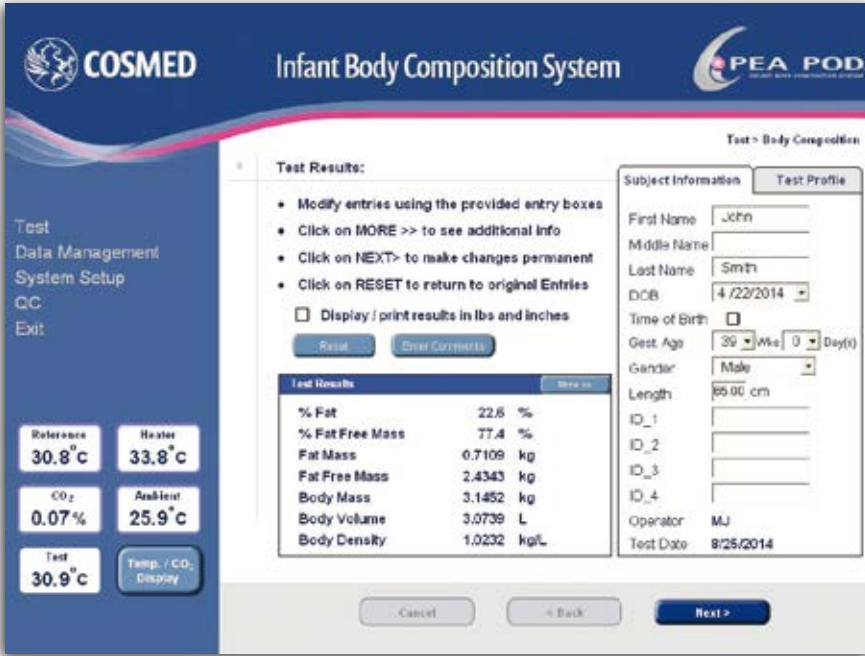 COSMED
Infant Body Composition System
PEA POD
INFANT BODY COMPOSITION SYSTEM
Test > Body Composition
Test
Data Management
System Setup
QC
Exit
Reference
30.8°c
Heater
33.8°c
CO₂
0.07%
Ambient
25.9°c
Test
30.9°c
Temp. / CO₂
Display
Test Results:
• Modify entries using the provided entry boxes
• Click on MORE >> to see additional info
• Click on NEXT> to make changes permanent
• Click on RESET to return to original Entries
Display / print results in lbs and inches
Reset
Enter Comments
Test Results
More >>
% Fat 22.6 %
% Fat Free Mass 77.4 %
Fat Mass 0.7109 kg
Fat Free Mass 2.4343 kg
Body Mass 3.1452 kg
Body Volume 3.0739 L
Body Density 1.0232 kg/L
Subject Information
Test Profile
First Name John
Middle Name
Last Name Smith
DOB 4 /22/2014
Time of Birth
Gest. Age 39 Wks 0 Day(s)
Gender Male
Length 65.00 cm
ID_1
ID_2
ID_3
ID_4
Operator MJ
Test Date 8/25/2014
Cancel
< Back
Next >